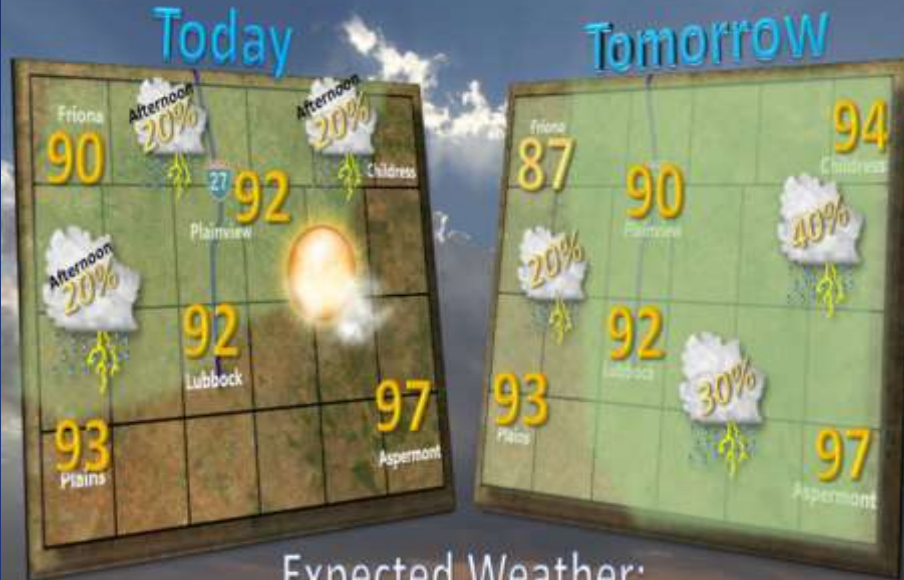 Today
Friona
90
Afternoon
20%
Afternoon
20%
Childress
27
92
Plainview
Afternoon
20%
92
Lubbock
97
Aspermont
93
Plains
Tomorrow
Friona
87
94
Childress
90
Plainview
40%
20%
92
Lubbock
30%
93
Plains
97
Aspermont
Expected Weather: